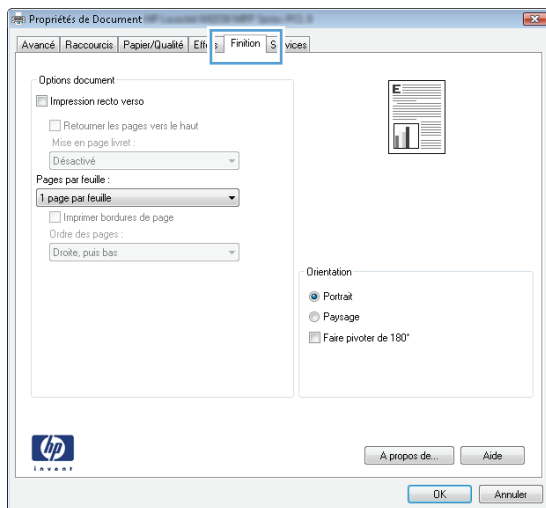 Propriétés de Document
Avancé Raccourcis Papier/Qualité Finition
Options document
Impression recto verso
Retourner les pages vers le haut
Mise en page livret :
Désactivé
Pages par feuille :
1 page par feuille
Imprimer bordures de page
Ordre des pages :
Droite, puis bas
E
Orientation
Portrait
Paysage
Faire pivoter de 180°
hp
invent
A propos de... Aide
OK Annuler